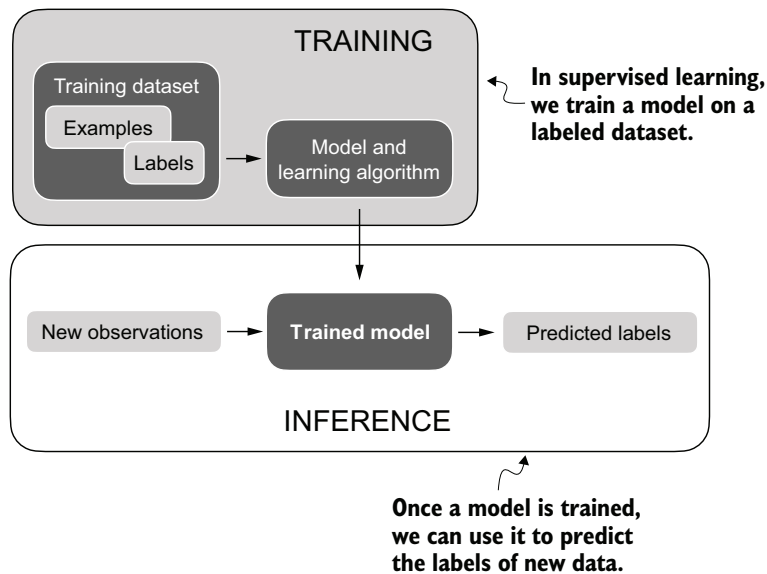 TRAINING
Training dataset
Examples
Labels
Model and
learning algorithm
In supervised learning,
we train a model on a
labeled dataset.
New observations
Trained model
Predicted labels
INFERENCE
Once a model is trained,
we can use it to predict
the labels of new data.